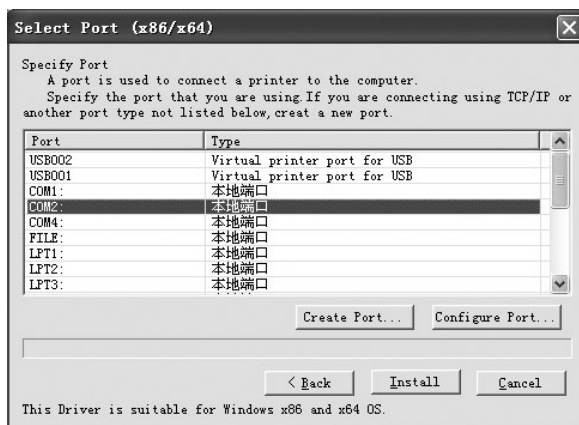 Select Port (x86/x64)
Specify Port
A port is used to connect a printer to the computer.
Specify the port that you are using.If you are connecting using TCP/IP or
another port type not listed below,creat a new port.
Port Type
USB002 Virtual printer port for USB
USB001 Virtual printer port for USB
COM1: 本地端口
COM2: 本地端口
COM4: 本地端口
FILE: 本地端口
LPT1: 本地端口
LPT2: 本地端口
LPT3: 本地端口
Create Port... Configure Port...
< Back Install Cancel
This Driver is suitable for Windows x86 and x64 OS.